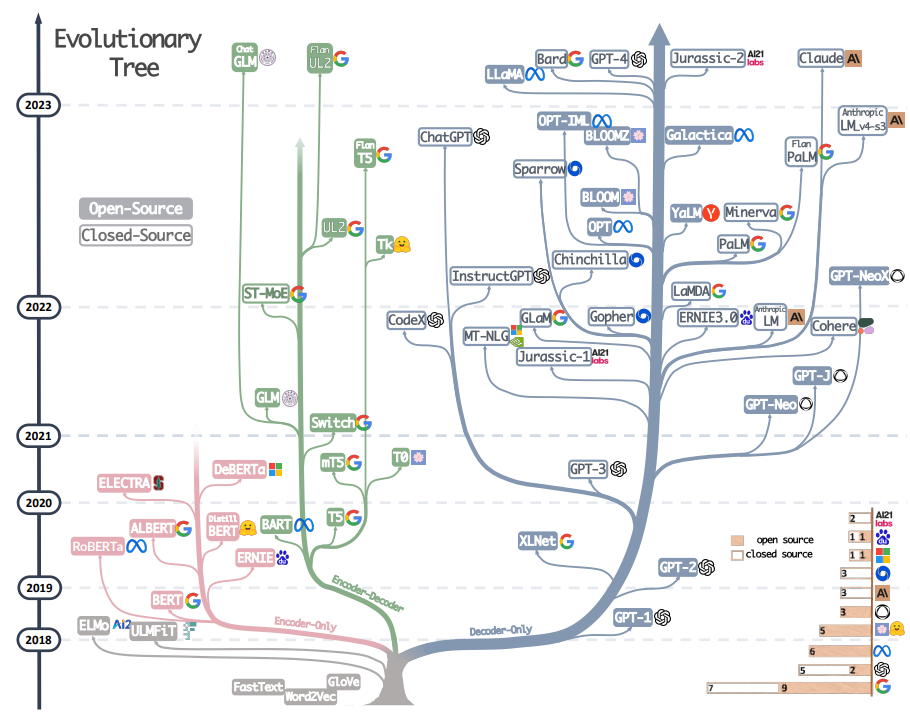 Evolutionary
Tree
Open-Source
Closed-Source
2023
2022
2021
2020
2019
2018
Chat
GLM
Flan
UL2
Flan
T5
UL2
Tk
ST-MoE
GLM
Switch
mT5
T0
T5
BART
Encoder-Decoder
DeBERTa
ELECTRA
ALBERT
Distill
BERT
RoBERTa
ERNIE
BERT
Encoder-Only
ELMo
AI2
ULMFiT
FastText
Word2Vec
GloVe
Decoder-Only
Bard
GPT-4
LLaMA
Jurassic-2
AI21
labs
Claude
A\
Anthropic
LM_v4-s3
A\
OPT-IML
BLOOMZ
Galactica
ChatGPT
Sparrow
Flan
PaLM
BLOOM
YaLM
Minerva
OPT
PaLM
Chinchilla
InstructGPT
GPT-NeoX
LaMDA
CodeX
GLaM
Gopher
ERNIE3.0
Anthropic
LM
A\
Cohere
MT-NLG
Jurassic-1
AI21
labs
GPT-J
GPT-Neo
GPT-3
XLNet
GPT-2
GPT-1
open source
closed source
2
AI21
labs
1 1
1 1
3
3
A\
3
5
6
5 2
7 9